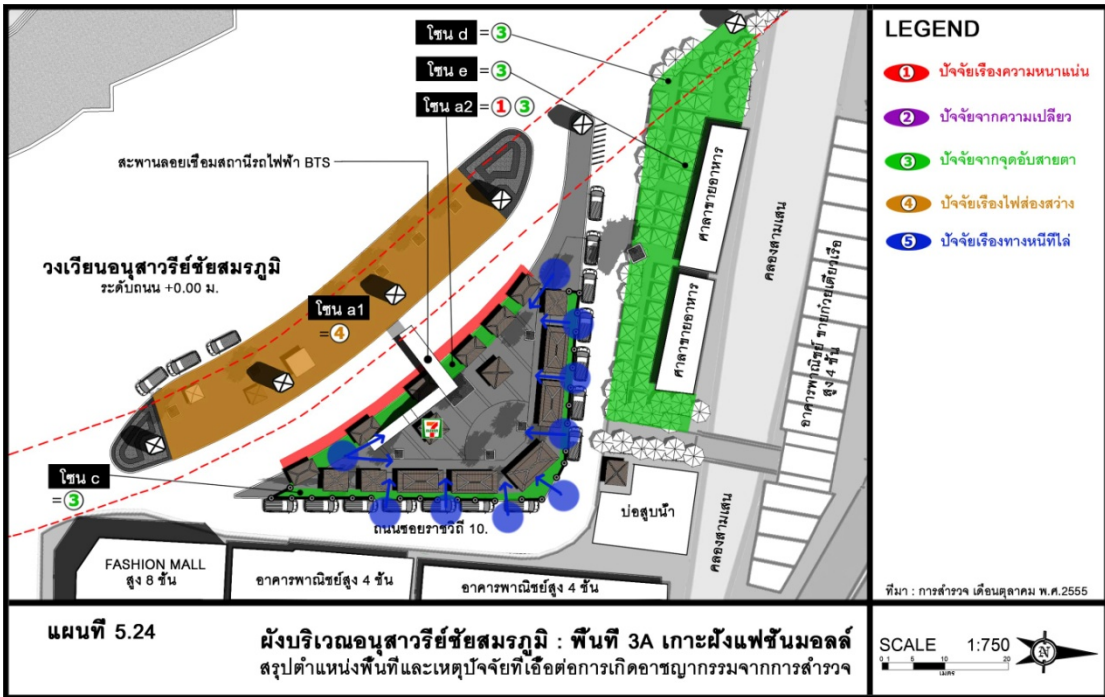 โซน d = 3
โซน e = 3
โซน a2 = 1 3
สะพานลอยเชื่อมสถานีรถไฟฟ้า BTS
วงเวียนอนุสาวรีย์ชัยสมรภูมิ
ระดับถนน +0.00 ม.
โซน a1
= 4
โซน c
= 3
7
ถนนซอยราชวิถี 10.
ศาลาขายอาหาร
ศาลาขายอาหาร
คลองสามเสน
อาคารพาณิชย์ ขายก๋วยเตี๋ยวเรือ
สูง 4 ชั้น
บ่อสูบน้ำ
คลองสามเสน
FASHION MALL
สูง 8 ชั้น
อาคารพาณิชย์สูง 4 ชั้น
อาคารพาณิชย์สูง 4 ชั้น
LEGEND
1 ปัจจัยเรื่องความหนาแน่น
2 ปัจจัยจากความเปลี่ยว
3 ปัจจัยจากจุดอับสายตา
4 ปัจจัยเรื่องไฟส่องสว่าง
5 ปัจจัยเรื่องทางหนีทีไล่
ที่มา : การสำรวจ เดือนตุลาคม พ.ศ.2555
แผนที่ 5.24
ผังบริเวณอนุสาวรีย์ชัยสมรภูมิ : พื้นที่ 3A เกาะฝั่งแฟชั่นมอลล์
สรุปตำแหน่งพื้นที่และเหตุปัจจัยที่เอื้อต่อการเกิดอาชญากรรมจากการสำรวจ
SCALE 1:750
0 1 5 10 20
เมตร
N